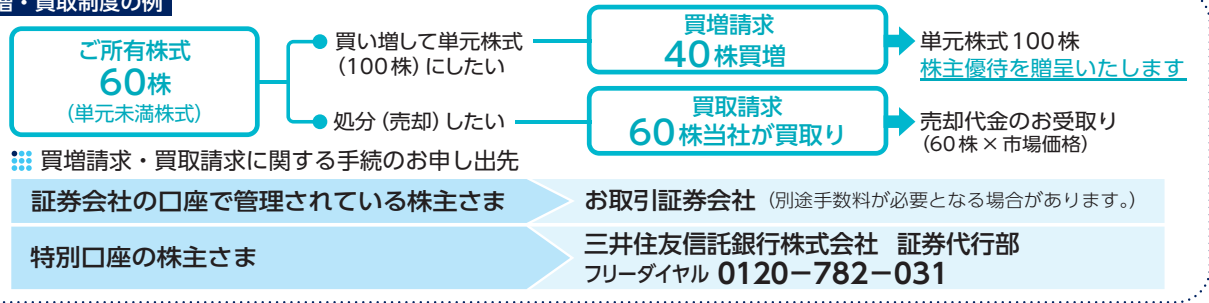 増・買取制度の例
ご所有株式
60株
（単元未満株式）
買い増して単元株式
（100株）にしたい
買増請求
40株買増
単元株式100株
株主優待を贈呈いたします
処分（売却）したい
買取請求
60株当社が買取り
売却代金のお受取り
（60株×市場価格）
買増請求・買取請求に関する手続のお申し出先
証券会社の口座で管理されている株主さま
お取引証券会社（別途手数料が必要となる場合があります。）
特別口座の株主さま
三井住友信託銀行株式会社 証券代行部
フリーダイヤル 0120－782－031